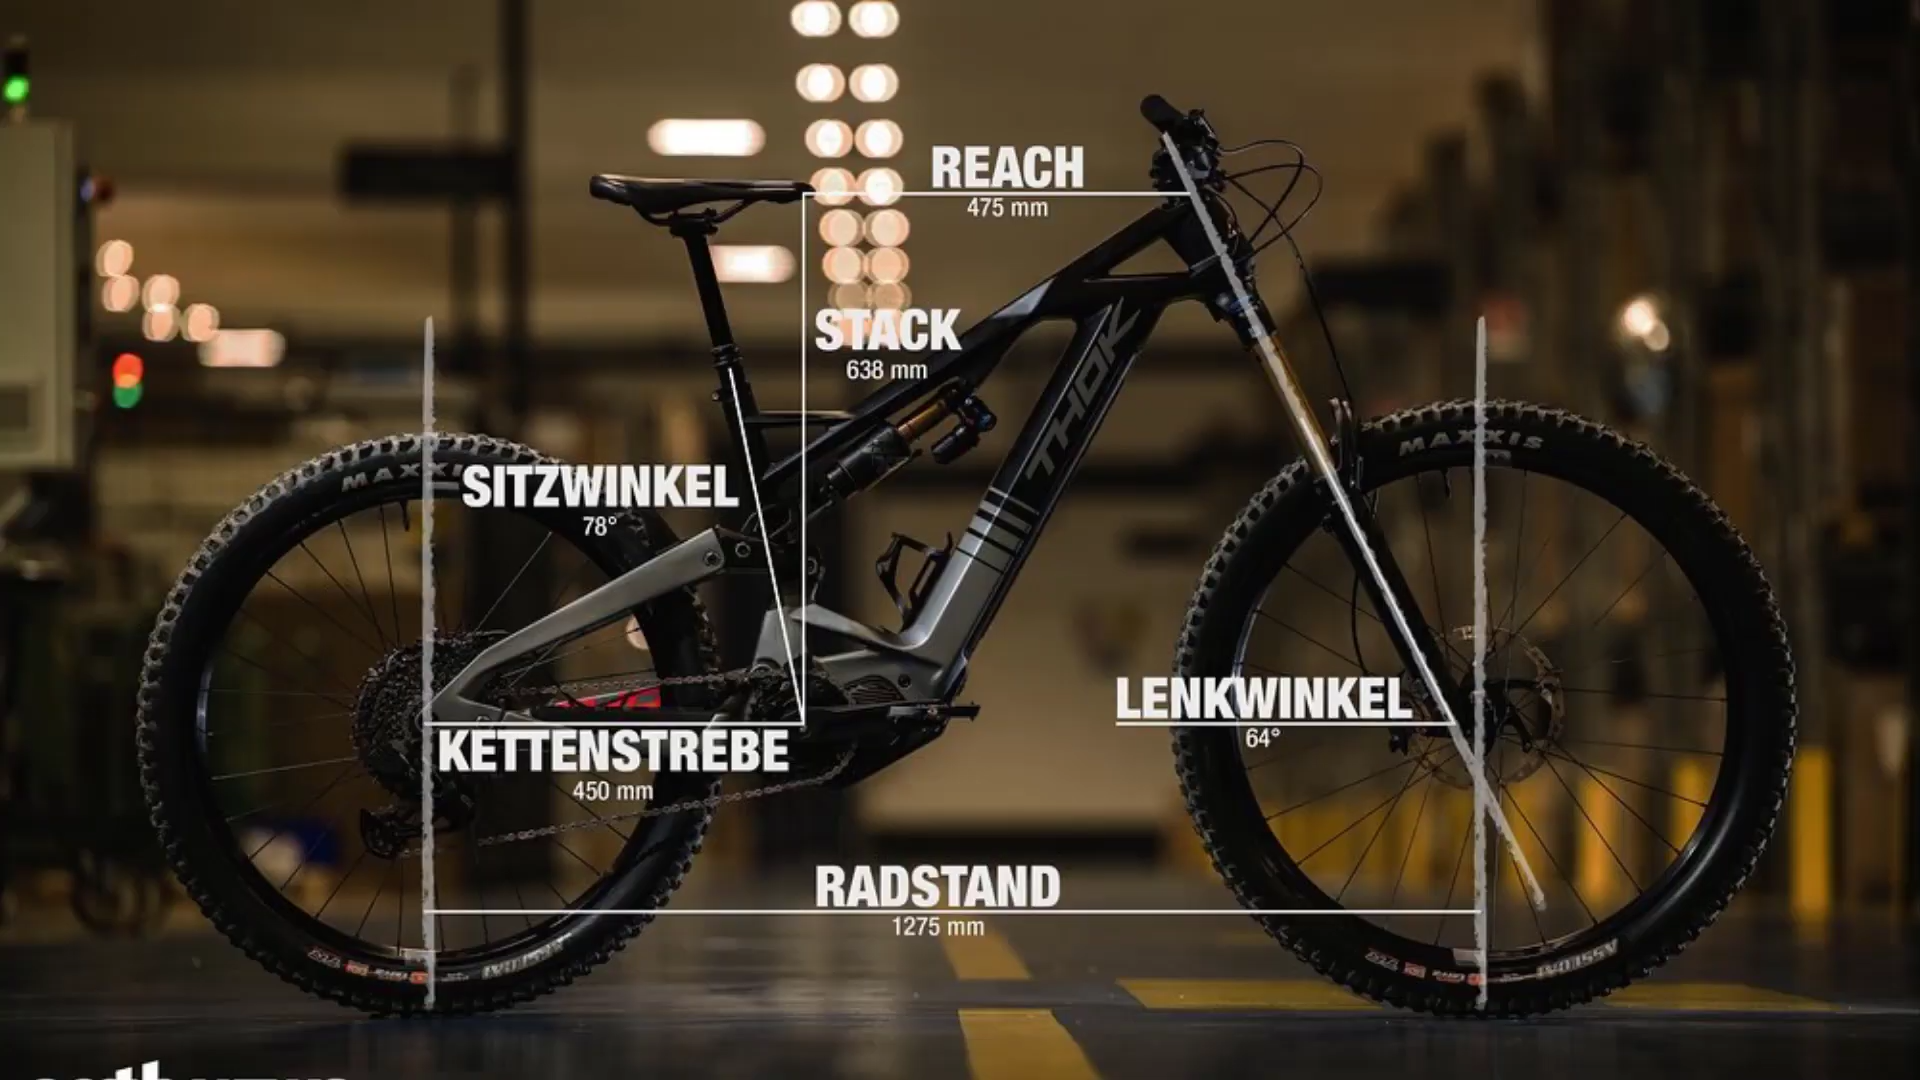 REACH
475 mm
STACK
638 mm
THOK
MAXXIS
MAXXIS
SITZWINKEL
78°
LENKWINKEL
64°
KETTENSTREBE
450 mm
RADSTAND
1275 mm